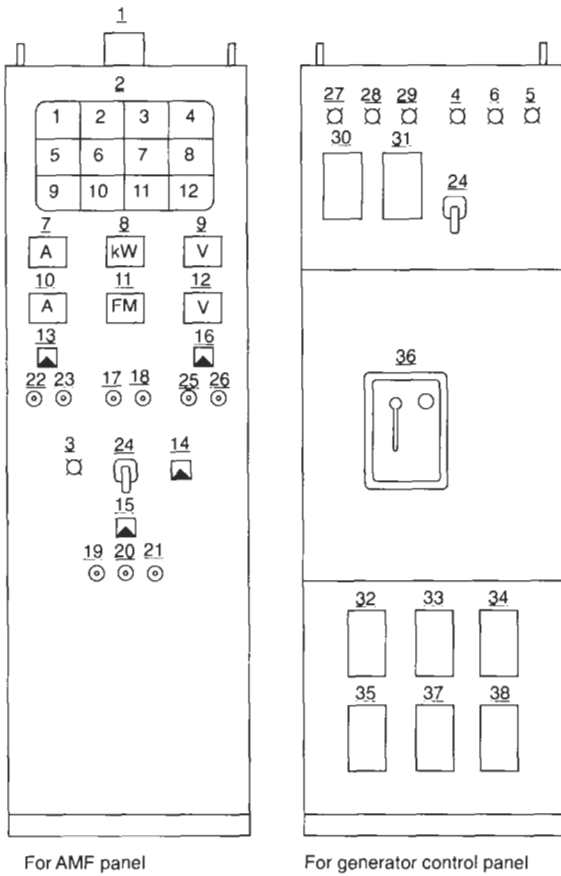 1
2
1 2 3 4
5 6 7 8
9 10 11 12
7 8 9
A kW V
10 11 12
A FM V
13 16
22 23 17 18 25 26
3 24 14
15
19 20 21
For AMF panel
27 28 29 4 6 5
30 31
24
36
32 33 34
35 37 38
For generator control panel